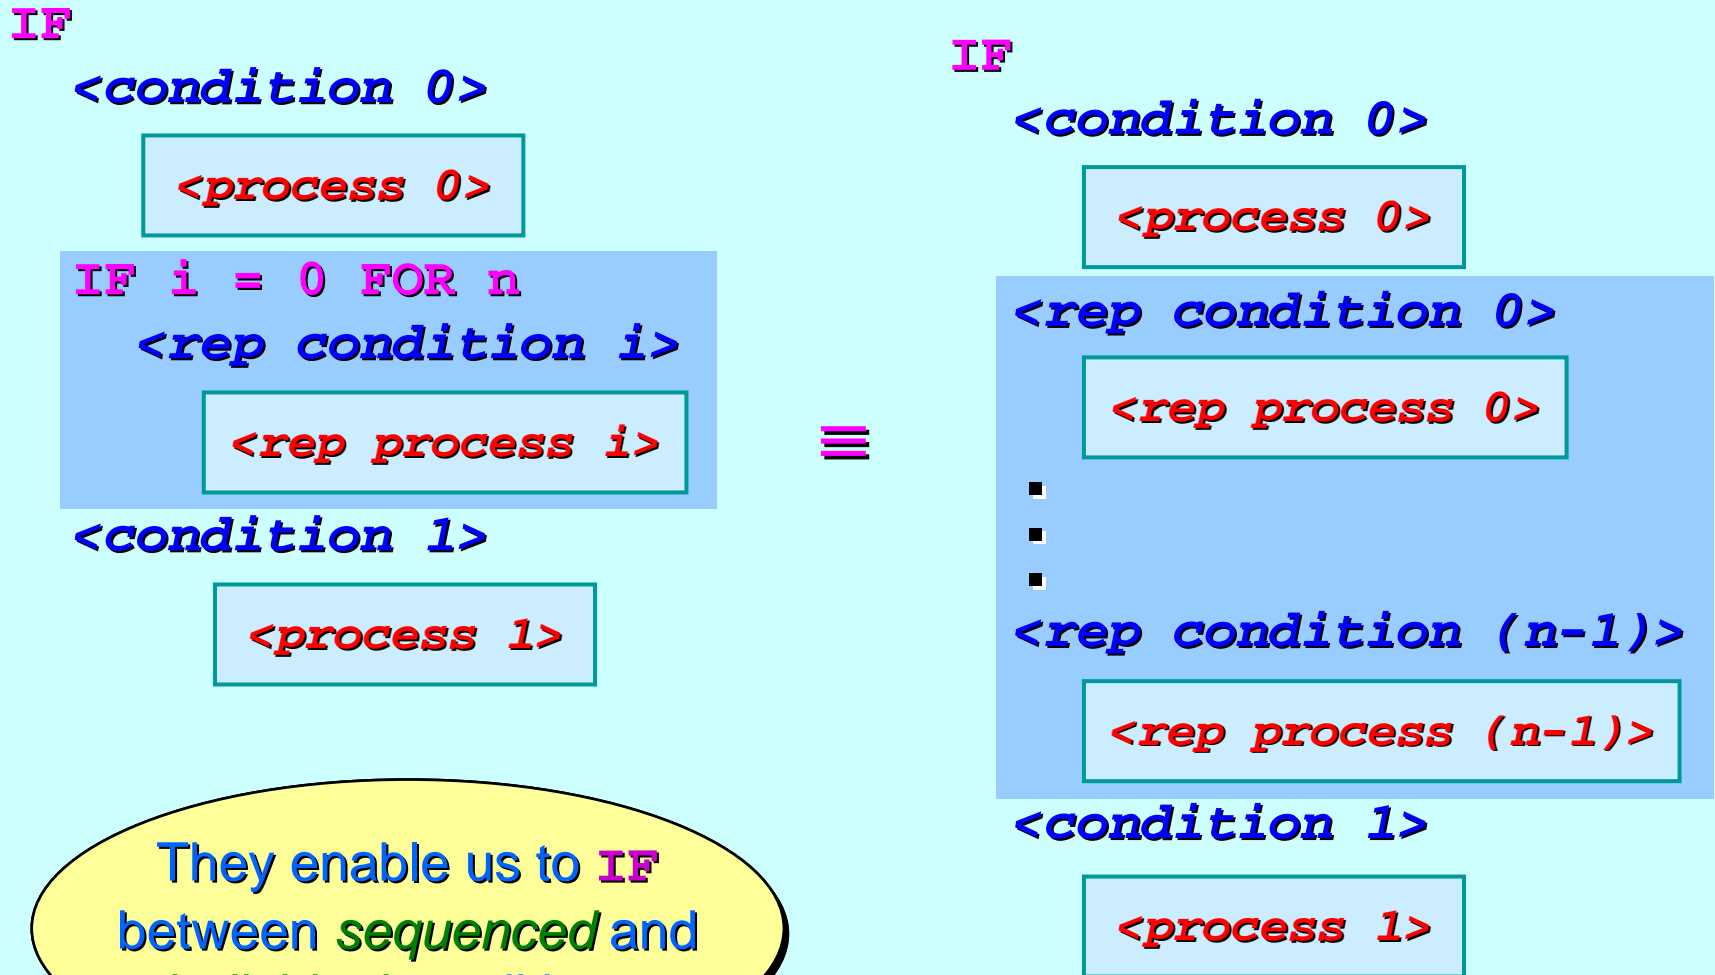 IF
<condition 0>
<process 0>
IF i = 0 FOR n
<rep condition i>
<rep process i>
<condition 1>
<process 1>
≡
IF
<condition 0>
<process 0>
<rep condition 0>
<rep process 0>
<rep condition (n-1)>
<rep process (n-1)>
<condition 1>
<process 1>
They enable us to IF
between sequenced and